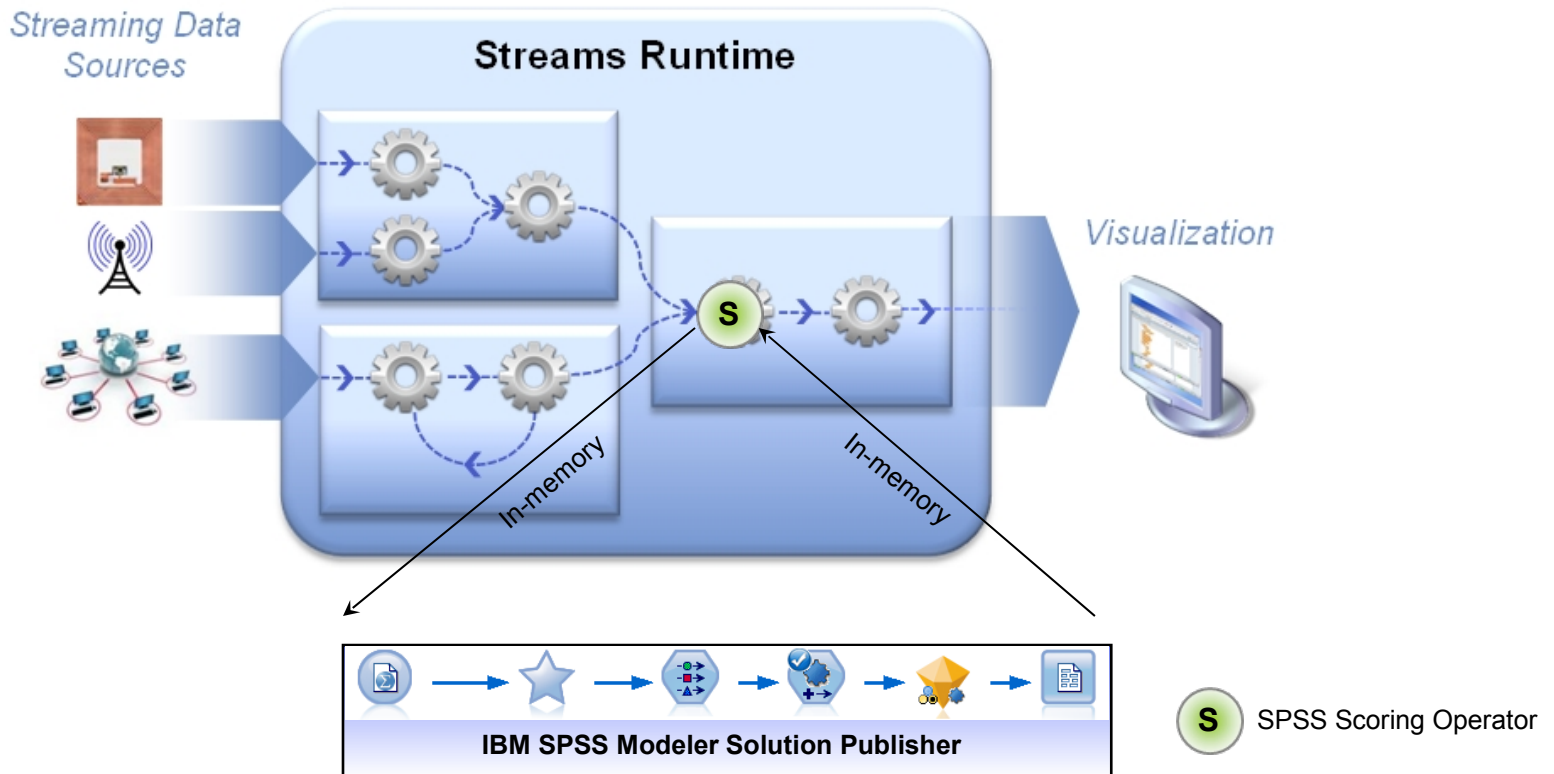 Streaming Data
Sources
Streams Runtime
Visualization
S
In-memory
In-memory
IBM SPSS Modeler Solution Publisher
S
SPSS Scoring Operator